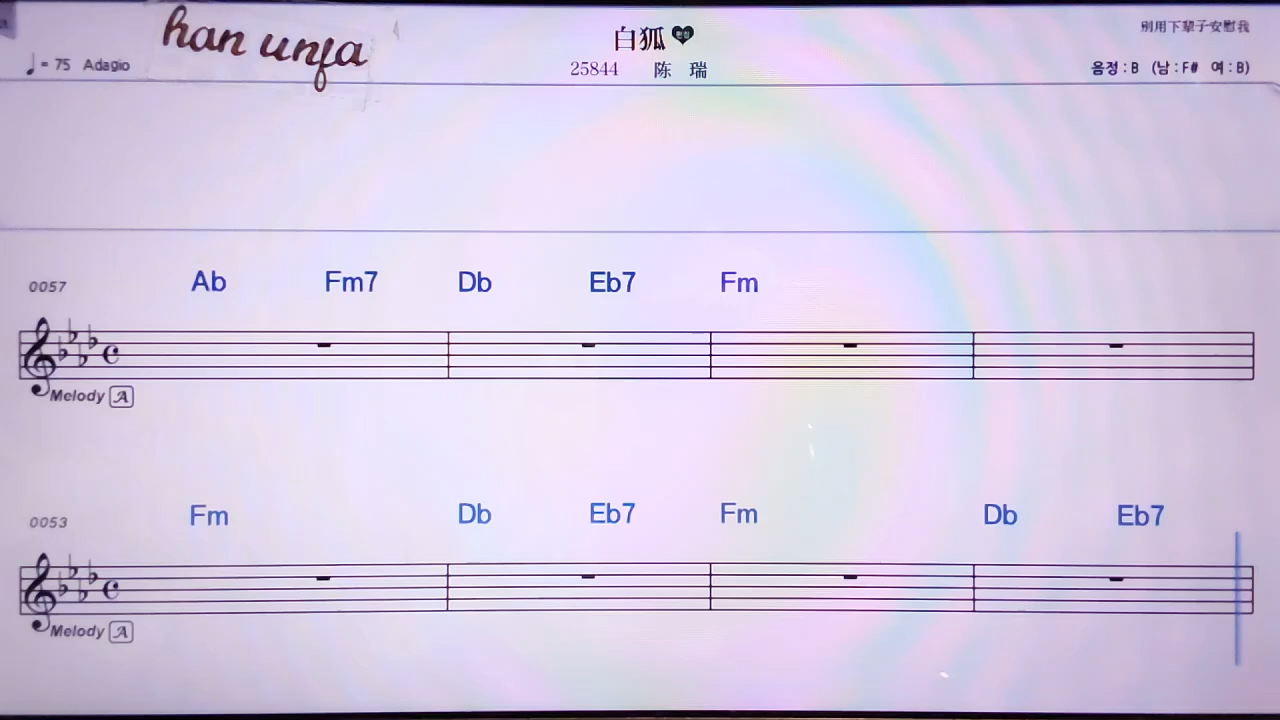 han unfa
白狐
别用下辈子安慰我
♩= 75 Adagio
25844 陈 瑞
음정 : B (남 : F# 여 : B)
0057
Ab Fm7 Db Eb7 Fm
Melody A
0053
Fm Db Eb7 Fm Db Eb7
Melody A